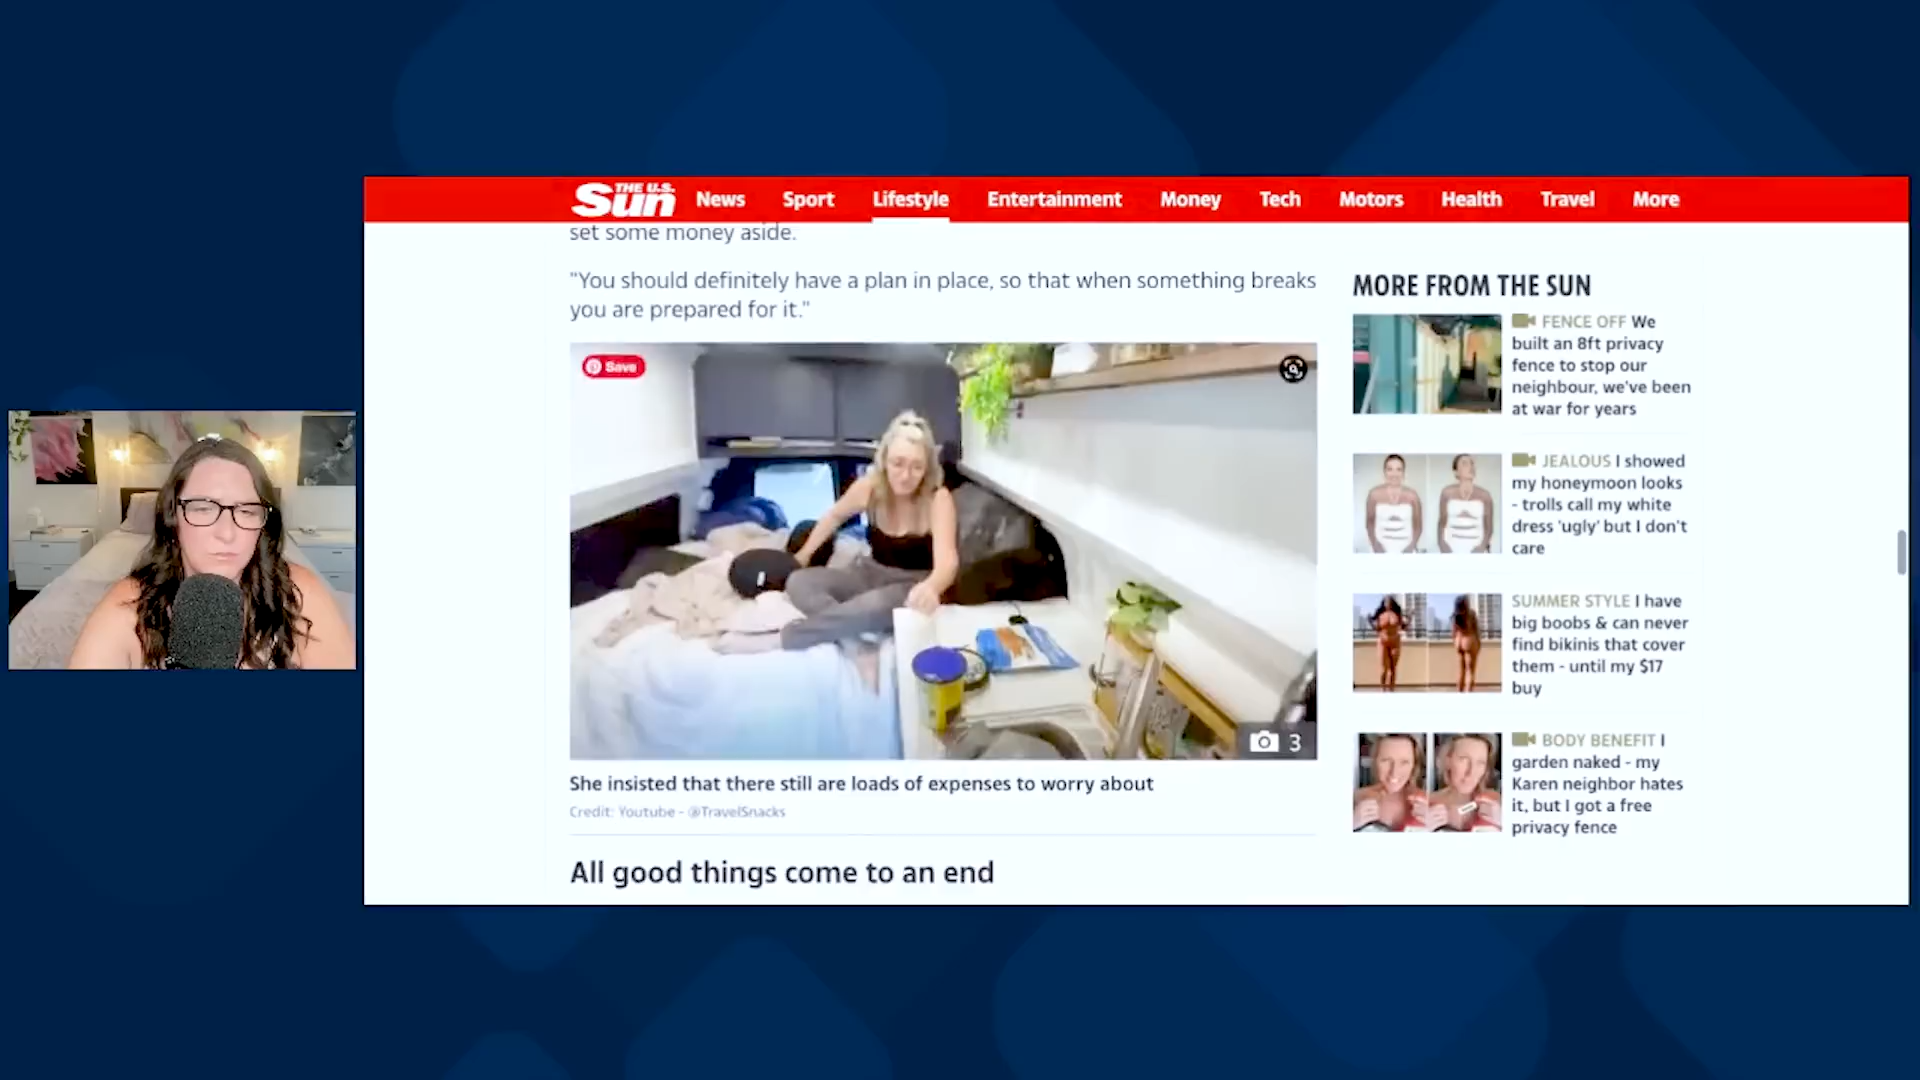 THE U.S. Sun News Sport Lifestyle Entertainment Money Tech Motors Health Travel More
set some money aside.
"You should definitely have a plan in place, so that when something breaks
you are prepared for it."
Save
3
She insisted that there still are loads of expenses to worry about
Credit: Youtube - @TravelSnacks
All good things come to an end
MORE FROM THE SUN
FENCE OFF We
built an 8ft privacy
fence to stop our
neighbour, we've been
at war for years
JEALOUS I showed
my honeymoon looks
- trolls call my white
dress 'ugly' but I don't
care
SUMMER STYLE I have
big boobs & can never
find bikinis that cover
them - until my $17
buy
BODY BENEFIT I
garden naked - my
Karen neighbor hates
it, but I got a free
privacy fence